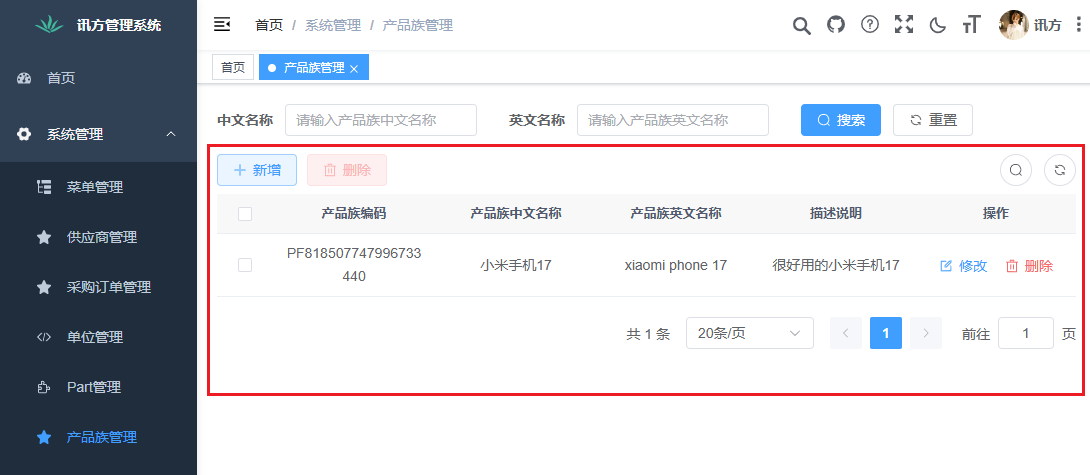 讯方管理系统
首页
系统管理
菜单管理
供应商管理
采购订单管理
单位管理
Part管理
产品族管理
首页 / 系统管理 / 产品族管理
讯方
首页
产品族管理
中文名称 请输入产品族中文名称 英文名称 请输入产品族英文名称 搜索 重置
新增 删除
产品族编码 产品族中文名称 产品族英文名称 描述说明 操作
PF818507747996733
440
小米手机17 xiaomi phone 17 很好用的小米手机17 修改 删除
共 1 条 20条/页 1 前往 1 页